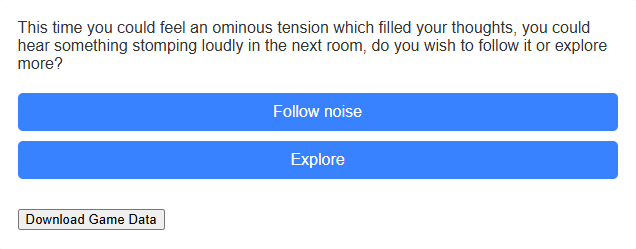 This time you could feel an ominous tension which filled your thoughts, you could
hear something stomping loudly in the next room, do you wish to follow it or explore
more?
Follow noise
Explore
Download Game Data